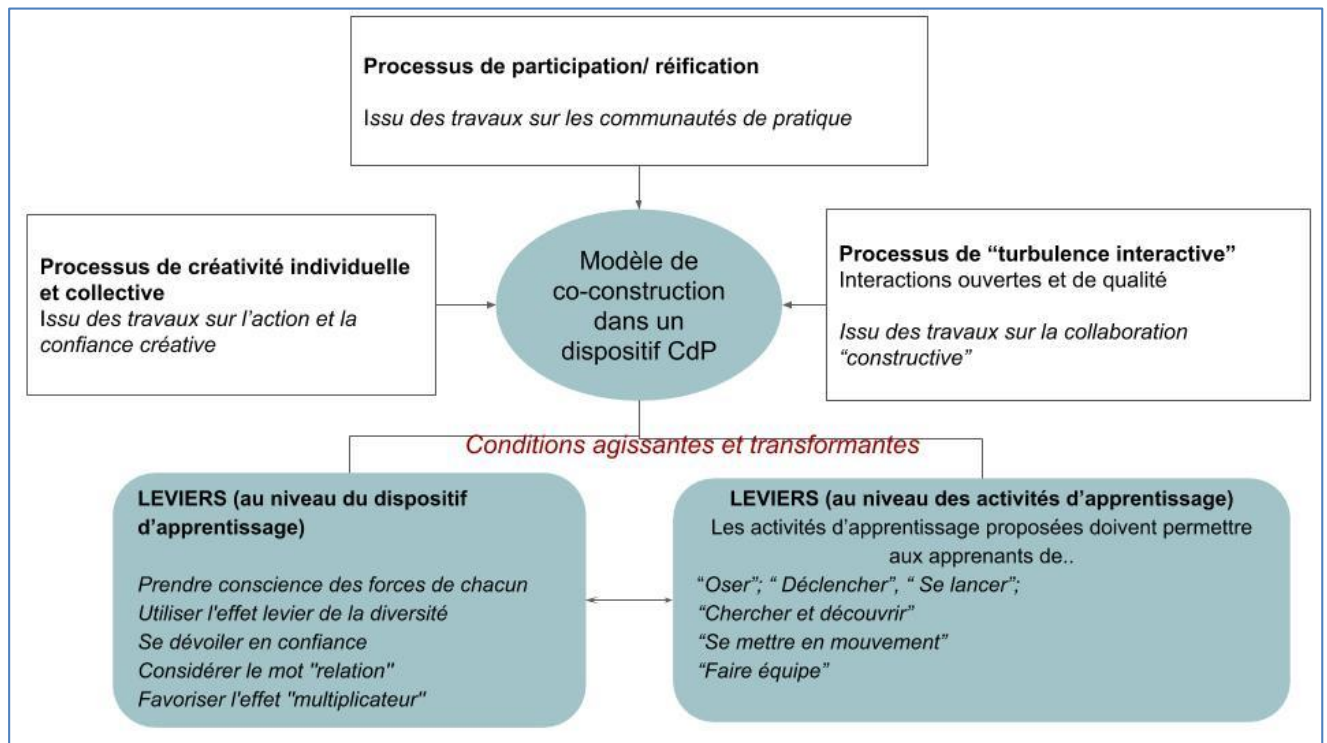 Processus de participation/ réification
Issu des travaux sur les communautés de pratique
Processus de créativité individuelle
et collective
Issu des travaux sur l’action et la
confiance créative
Modèle de
co-construction
dans un
dispositif CdP
Processus de “turbulence interactive”
Interactions ouvertes et de qualité
Issu des travaux sur la collaboration
“constructive”
Conditions agissantes et transformantes
LEVIERS (au niveau du dispositif
d’apprentissage)
Prendre conscience des forces de chacun
Utiliser l'effet levier de la diversité
Se dévoiler en confiance
Considérer le mot "relation"
Favoriser l'effet "multiplicateur"
LEVIERS (au niveau des activités d’apprentissage)
Les activités d’apprentissage proposées doivent permettre
aux apprenants de..
“Oser”; “ Déclencher”, “ Se lancer”;
“Chercher et découvrir”
“Se mettre en mouvement”
“Faire équipe”